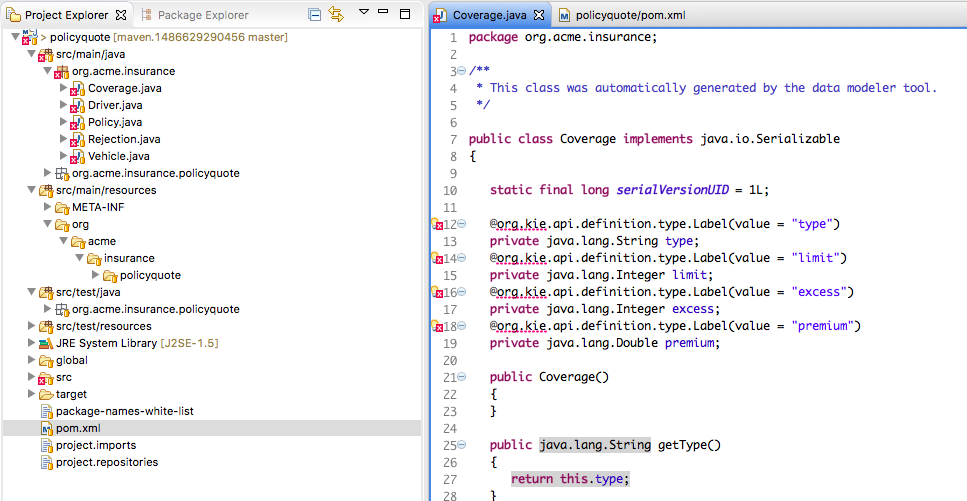 Project Explorer
Package Explorer
> policyquote [maven.1486629290456 master]
src/main/java
org.acme.insurance
Coverage.java
Driver.java
Policy.java
Rejection.java
Vehicle.java
org.acme.insurance.policyquote
src/main/resources
META-INF
org
acme
insurance
policyquote
src/test/java
org.acme.insurance.policyquote
src/test/resources
JRE System Library [J2SE-1.5]
global
src
target
package-names-white-list
pom.xml
project.imports
project.repositories
Coverage.java
policyquote/pom.xml
1 package org.acme.insurance;
2
3 /**
4 * This class was automatically generated by the data modeler tool.
5 */
6
7 public class Coverage implements java.io.Serializable
8 {
9
10 static final long serialVersionUID = 1L;
11
12 @org.kie.api.definition.type.Label(value = "type")
13 private java.lang.String type;
14 @org.kie.api.definition.type.Label(value = "limit")
15 private java.lang.Integer limit;
16 @org.kie.api.definition.type.Label(value = "excess")
17 private java.lang.Integer excess;
18 @org.kie.api.definition.type.Label(value = "premium")
19 private java.lang.Double premium;
20
21 public Coverage()
22 {
23 }
24
25 public java.lang.String getType()
26 {
27 return this.type;
28 }